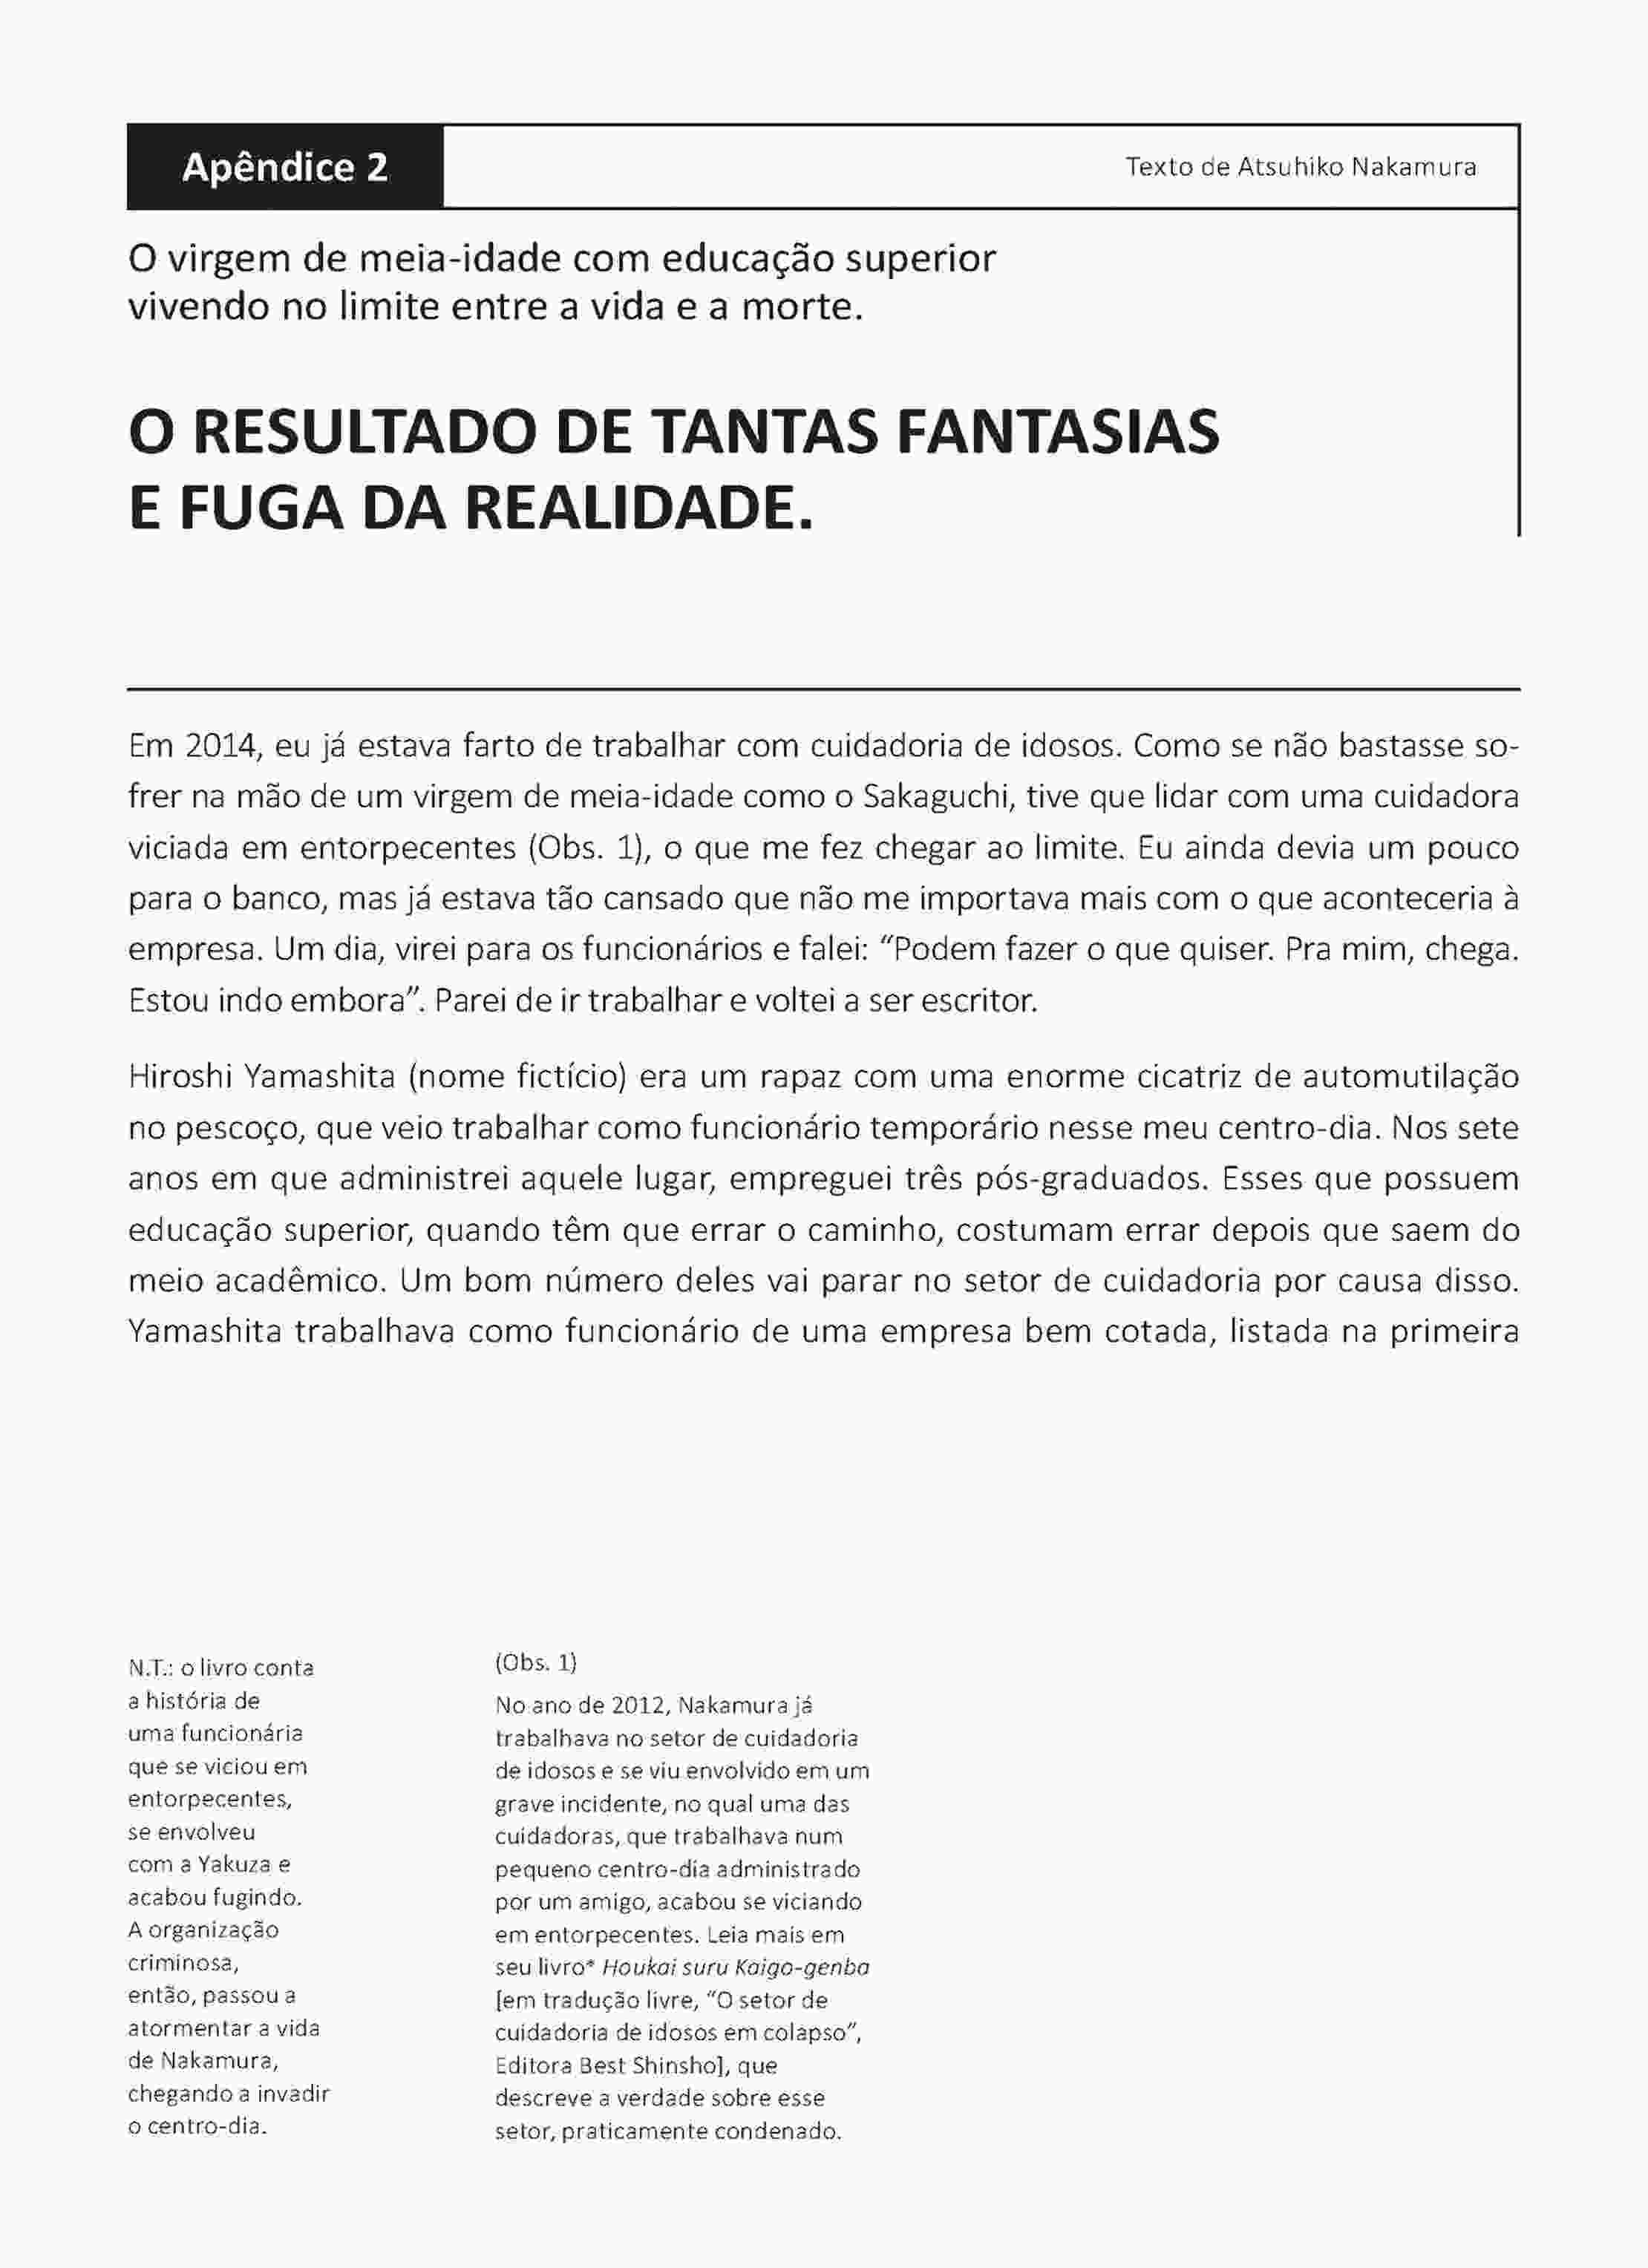 Apêndice 2
Texto de Atsuhiko Nakamura
O virgem de meia-idade com educação superior
vivendo no limite entre a vida e a morte.
O RESULTADO DE TANTAS FANTASIAS
E FUGA DA REALIDADE.
Em 2014, eu já estava farto de trabalhar com cuidadoria de idosos. Como se não bastasse so-
frer na mão de um virgem de meia-idade como o Sakaguchi, tive que lidar com uma cuidadora
viciada em entorpecentes (Obs. 1), o que me fez chegar ao limite. Eu ainda devia um pouco
para o banco, mas já estava tão cansado que não me importava mais com o que aconteceria à
empresa. Um dia, virei para os funcionários e falei: “Podem fazer o que quiser. Pra mim, chega.
Estou indo embora”. Parei de ir trabalhar e voltei a ser escritor.
Hiroshi Yamashita (nome fictício) era um rapaz com uma enorme cicatriz de automutilação
no pescoço, que veio trabalhar como funcionário temporário nesse meu centro-dia. Nos sete
anos em que administrei aquele lugar, empreguei três pós-graduados. Esses que possuem
educação superior, quando têm que errar o caminho, costumam errar depois que saem do
meio acadêmico. Um bom número deles vai parar no setor de cuidadoria por causa disso.
Yamashita trabalhava como funcionário de uma empresa bem cotada, listada na primeira
N.T.: o livro conta
a história de
uma funcionária
que se viciou em
entorpecentes,
se envolveu
com a Yakuza e
acabou fugindo.
A organização
criminosa,
então, passou a
atormentar a vida
de Nakamura,
chegando a invadir
o centro-dia.
(Obs. 1)
No ano de 2012, Nakamura já
trabalhava no setor de cuidadoria
de idosos e se viu envolvido em um
grave incidente, no qual uma das
cuidadoras, que trabalhava num
pequeno centro-dia administrado
por um amigo, acabou se viciando
em entorpecentes. Leia mais em
seu livro* Houkai suru Kaigo-genba
[em tradução livre, “O setor de
cuidadoria de idosos em colapso”,
Editora Best Shinsho], que
descreve a verdade sobre esse
setor, praticamente condenado.